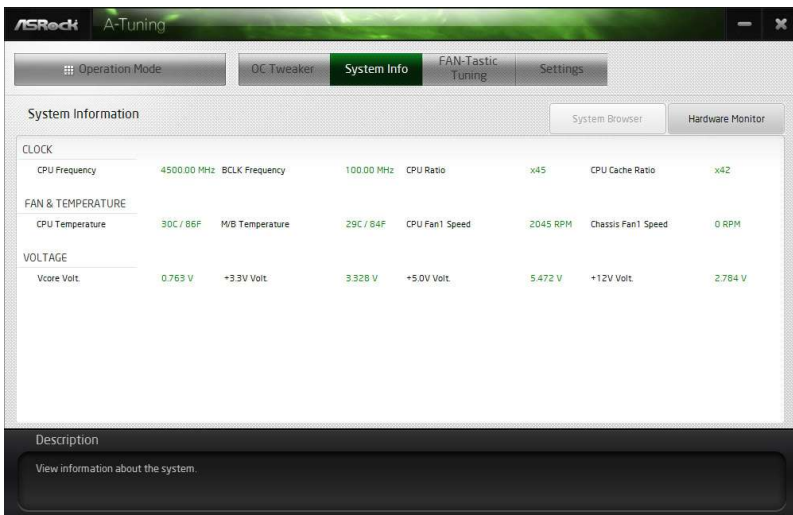 ASRock A-Tuning
Operation Mode OC Tweaker System Info FAN-Tastic Tuning Settings
System Information System Browser Hardware Monitor
CLOCK
CPU Frequency 4500.00 MHz BCLK Frequency 100.00 MHz CPU Ratio x45 CPU Cache Ratio x42
FAN & TEMPERATURE
CPU Temperature 30C / 86F M/B Temperature 29C / 84F CPU Fan1 Speed 2045 RPM Chassis Fan1 Speed 0 RPM
VOLTAGE
Vcore Volt. 0.763 V +3.3V Volt. 3.328 V +5.0V Volt. 5.472 V +12V Volt. 2.784 V
Description
View information about the system.